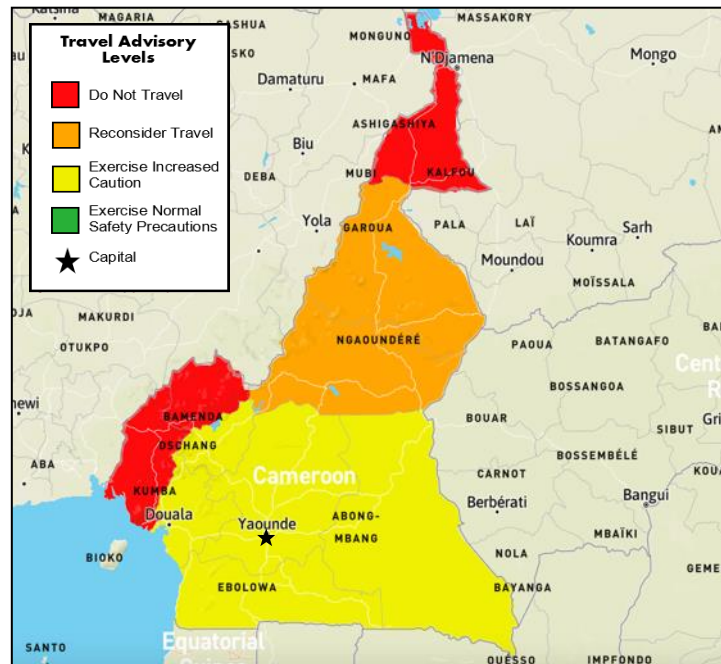 Katsina
MAGARIA
GASHUA
MASSAKORY
MONGUNO
Travel Advisory
Levels
Do Not Travel
Reconsider Travel
Exercise Increased
Caution
Exercise Normal
Safety Precautions
Capital
N'Djamena
Mongo
Damaturu
MAFA
ASHIGASHIYA
Biu
DEBA
MUBI
KALFOU
Yola
GAROUA
PALA
LAÏ
Sarh
Koumra
Moundou
MOÏSSALA
MAKURDI
OTUKPO
NGAOUNDÉRÉ
PAOUA
BATANGAFO
BOSSANGOA
BAMENDA
BOUAR
SIBUT
DSCHANG
BOSSEMBÉLÉ
ABA
Cameroon
CARNOT
KUMBA
Berbérati
Bangui
Douala
Yaounde
ABONG-
MBANG
MBAÏKI
BIOKO
NOLA
EBOLOWA
BAYANGA
Equatorial
SANTO
OUÉSSO
IMPFONDO